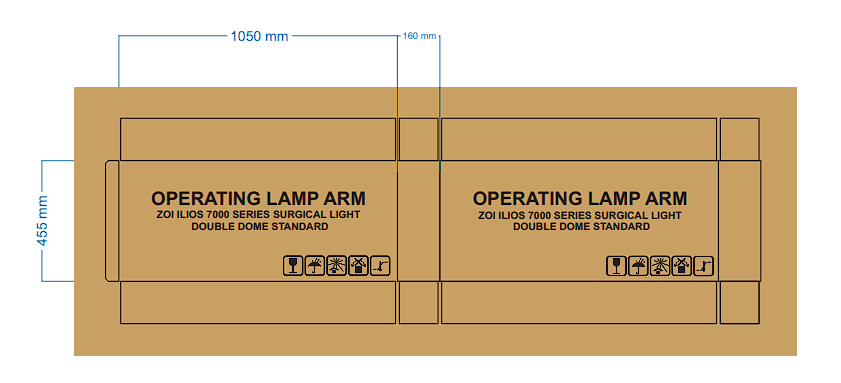 1050 mm
160 mm
455 mm
OPERATING LAMP ARM
ZOI ILIOS 7000 SERIES SURGICAL LIGHT
DOUBLE DOME STANDARD
OPERATING LAMP ARM
ZOI ILIOS 7000 SERIES SURGICAL LIGHT
DOUBLE DOME STANDARD